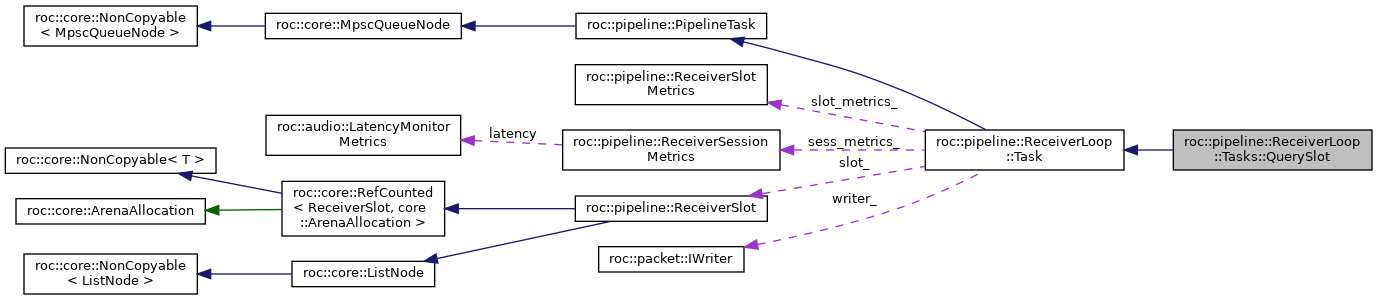 roc::core::NonCopyable
< MpscQueueNode >
roc::core::MpscQueueNode
roc::pipeline::PipelineTask
roc::pipeline::ReceiverSlot
Metrics
slot_metrics_
roc::audio::LatencyMonitor
Metrics
latency
roc::pipeline::ReceiverSession
Metrics
sess_metrics_
roc::pipeline::ReceiverLoop
::Task
roc::pipeline::ReceiverLoop
::Tasks::QuerySlot
roc::core::NonCopyable< T >
slot_
roc::core::RefCounted
< ReceiverSlot, core
::ArenaAllocation >
roc::core::ArenaAllocation
roc::pipeline::ReceiverSlot
writer_
roc::packet::IWriter
roc::core::NonCopyable
< ListNode >
roc::core::ListNode